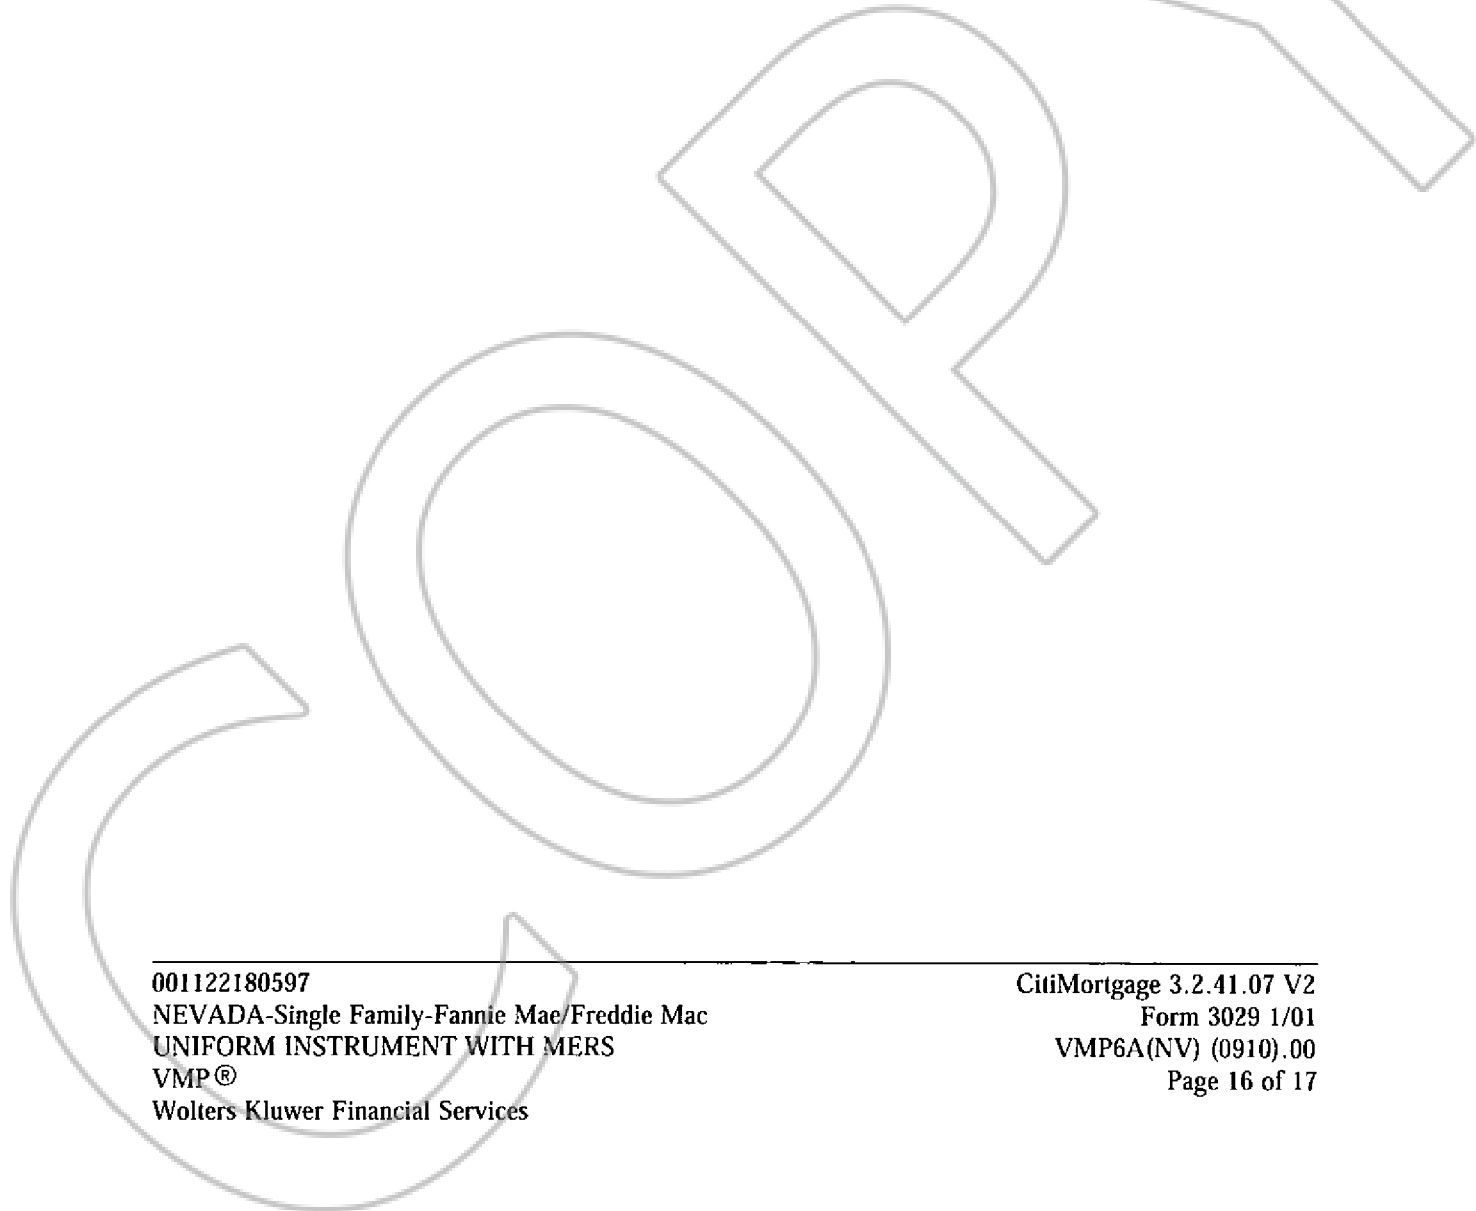 COPY
001122180597
NEVADA-Single Family-Fannie Mae/Freddie Mac
UNIFORM INSTRUMENT WITH MERS
VMP®
Wolters Kluwer Financial Services
CitiMortgage 3.2.41.07 V2
Form 3029 1/01
VMP6A(NV) (0910).00
Page 16 of 17